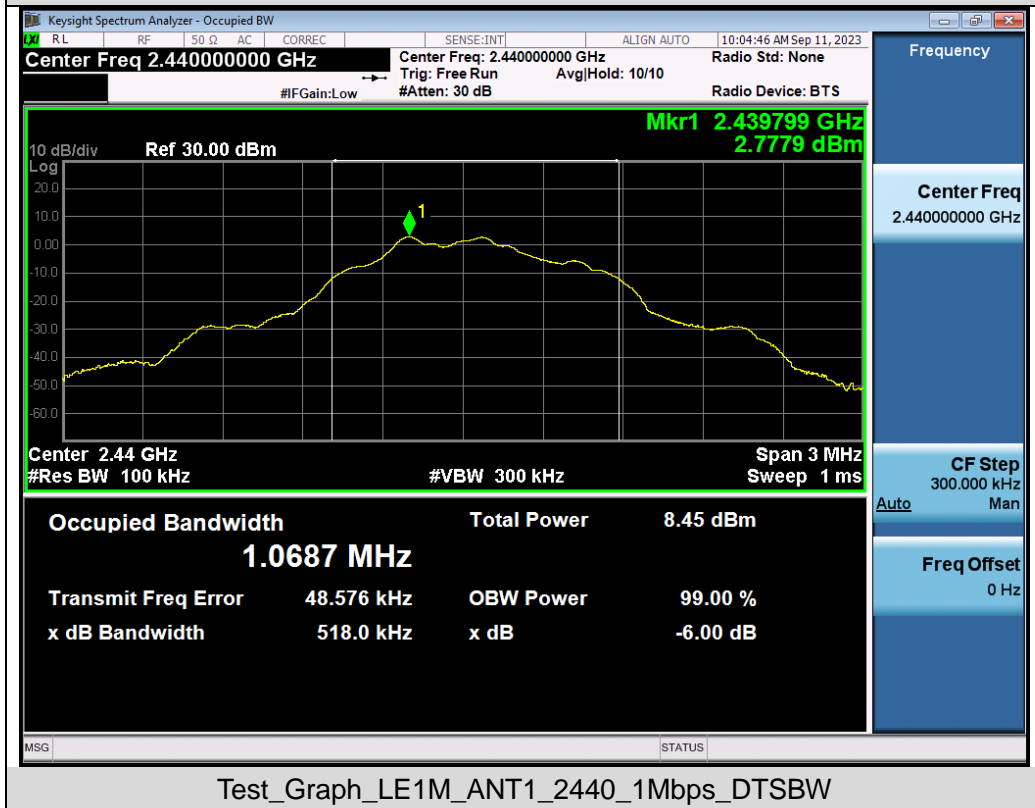 Keysight Spectrum Analyzer - Occupied BW
LXI RL RF 50 Ω AC CORREC SENSE:INT ALIGN AUTO 10:04:46 AM Sep 11, 2023
Center Freq 2.440000000 GHz
Center Freq: 2.440000000 GHz
Radio Std: None
Trig: Free Run Avg|Hold: 10/10
#IFGain:Low
#Atten: 30 dB
Radio Device: BTS
Frequency
Mkr1 2.439799 GHz
2.7779 dBm
10 dB/div Ref 30.00 dBm
Log
20.0
10.0
0.00
-10.0
-20.0
-30.0
-40.0
-50.0
-60.0
1
Center 2.44 GHz Span 3 MHz
#Res BW 100 kHz #VBW 300 kHz Sweep 1 ms
Center Freq
2.440000000 GHz
CF Step
300.000 kHz
Auto Man
Freq Offset
0 Hz
Occupied Bandwidth Total Power 8.45 dBm
1.0687 MHz
Transmit Freq Error 48.576 kHz OBW Power 99.00 %
x dB Bandwidth 518.0 kHz x dB -6.00 dB
MSG STATUS
Test_Graph_LE1M_ANT1_2440_1Mbps_DTSBW